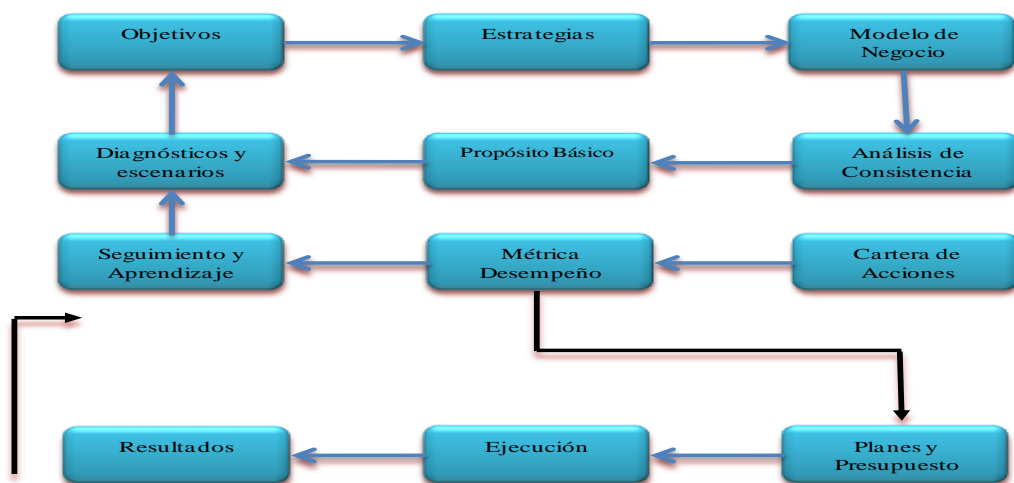 Objetivos
Estrategias
Modelo de
Negocio
Diagnósticos y
escenarios
Propósito Básico
Análisis de
Consistencia
Seguimiento y
Aprendizaje
Métrica
Desempeño
Cartera de
Acciones
Resultados
Ejecución
Planes y
Presupuesto